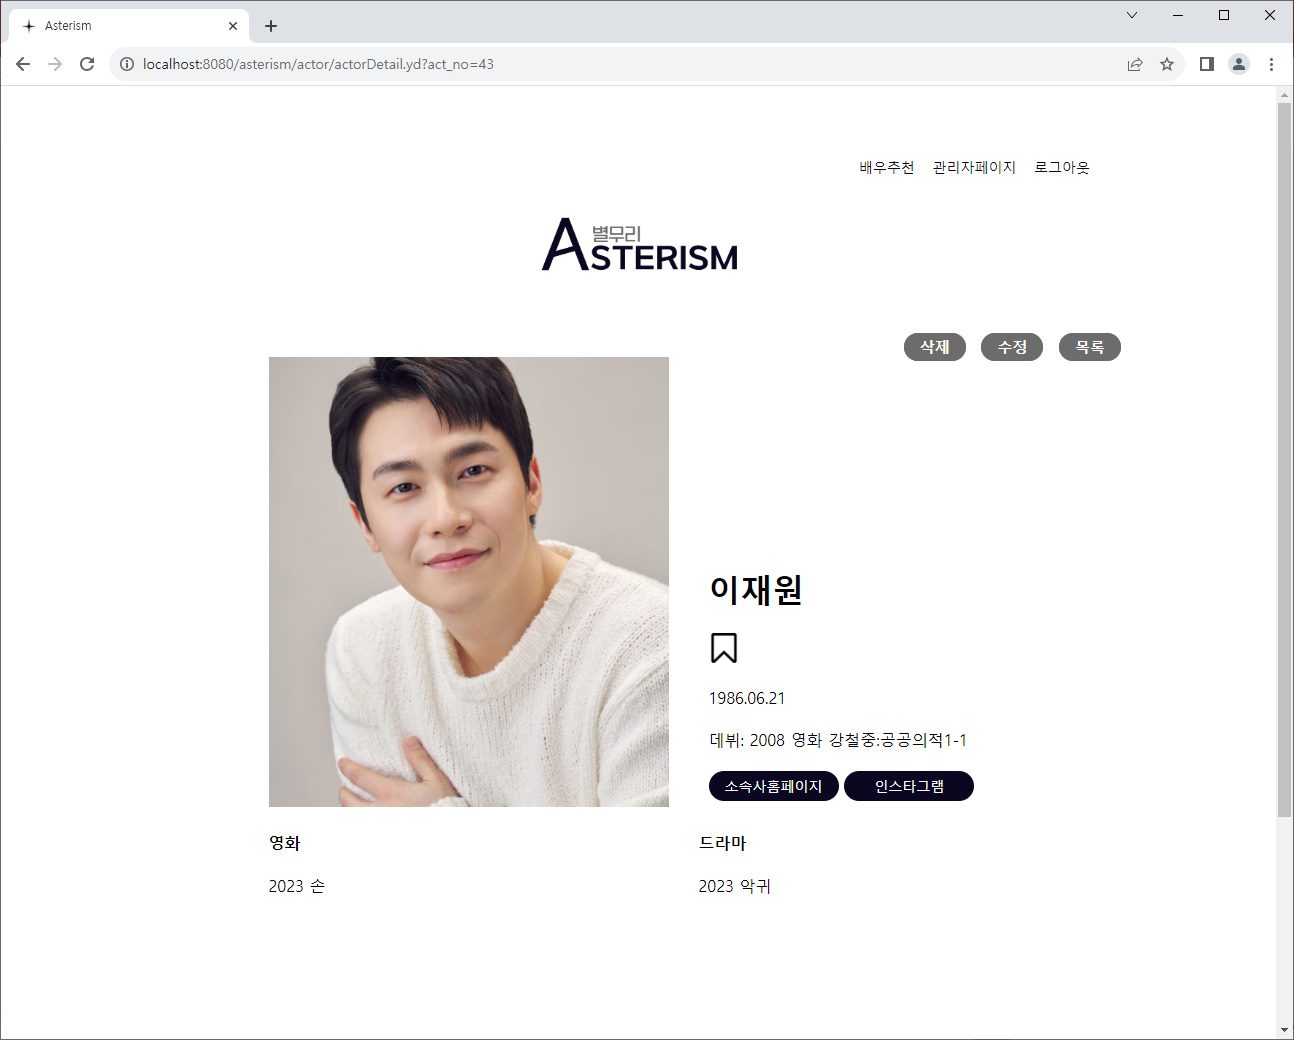 Asterism
localhost:8080/asterism/actor/actorDetail.yd?act_no=43
배우추천 관리자페이지 로그아웃
별무리
ASTERISM
삭제 수정 목록
이재원
1986.06.21
데뷔: 2008 영화 강철중:공공의적1-1
소속사홈페이지 인스타그램
영화 드라마
2023 손 2023 악귀